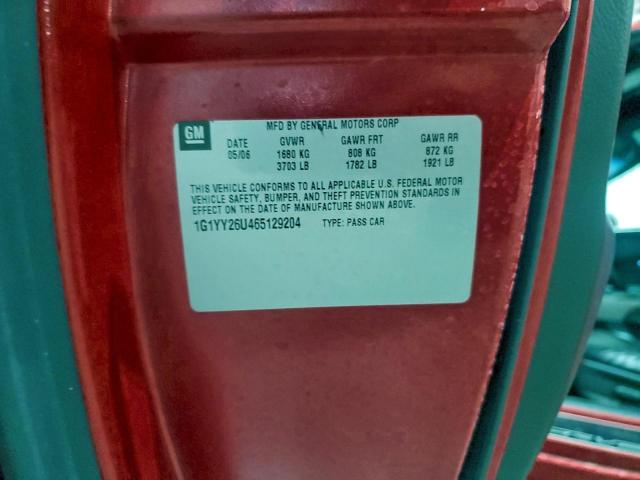 GM
MFD BY GENERAL MOTORS CORP
DATE GVWR GAWR FRT GAWR RR
05/06 1680 KG 808 KG 872 KG
3703 LB 1782 LB 1921 LB
THIS VEHICLE CONFORMS TO ALL APPLICABLE U.S. FEDERAL MOTOR
VEHICLE SAFETY, BUMPER, AND THEFT PREVENTION STANDARDS IN
EFFECT ON THE DATE OF MANUFACTURE SHOWN ABOVE.
1G1YY26U465129204 TYPE: PASS CAR